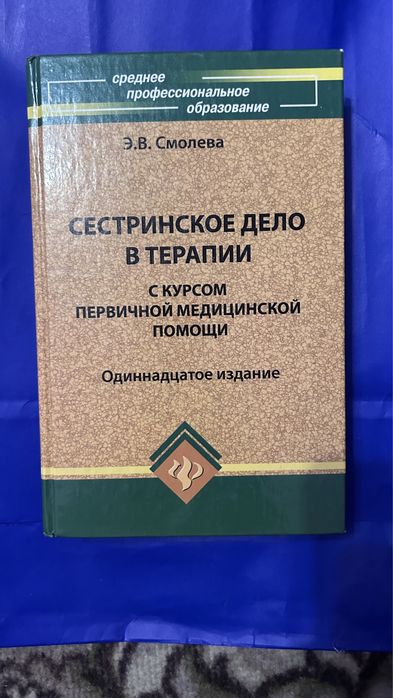 среднее
профессиональное
образование
Э.В. Смолева
СЕСТРИНСКОЕ ДЕЛО
В ТЕРАПИИ
С КУРСОМ
ПЕРВИЧНОЙ МЕДИЦИНСКОЙ
ПОМОЩИ
Одиннадцатое издание